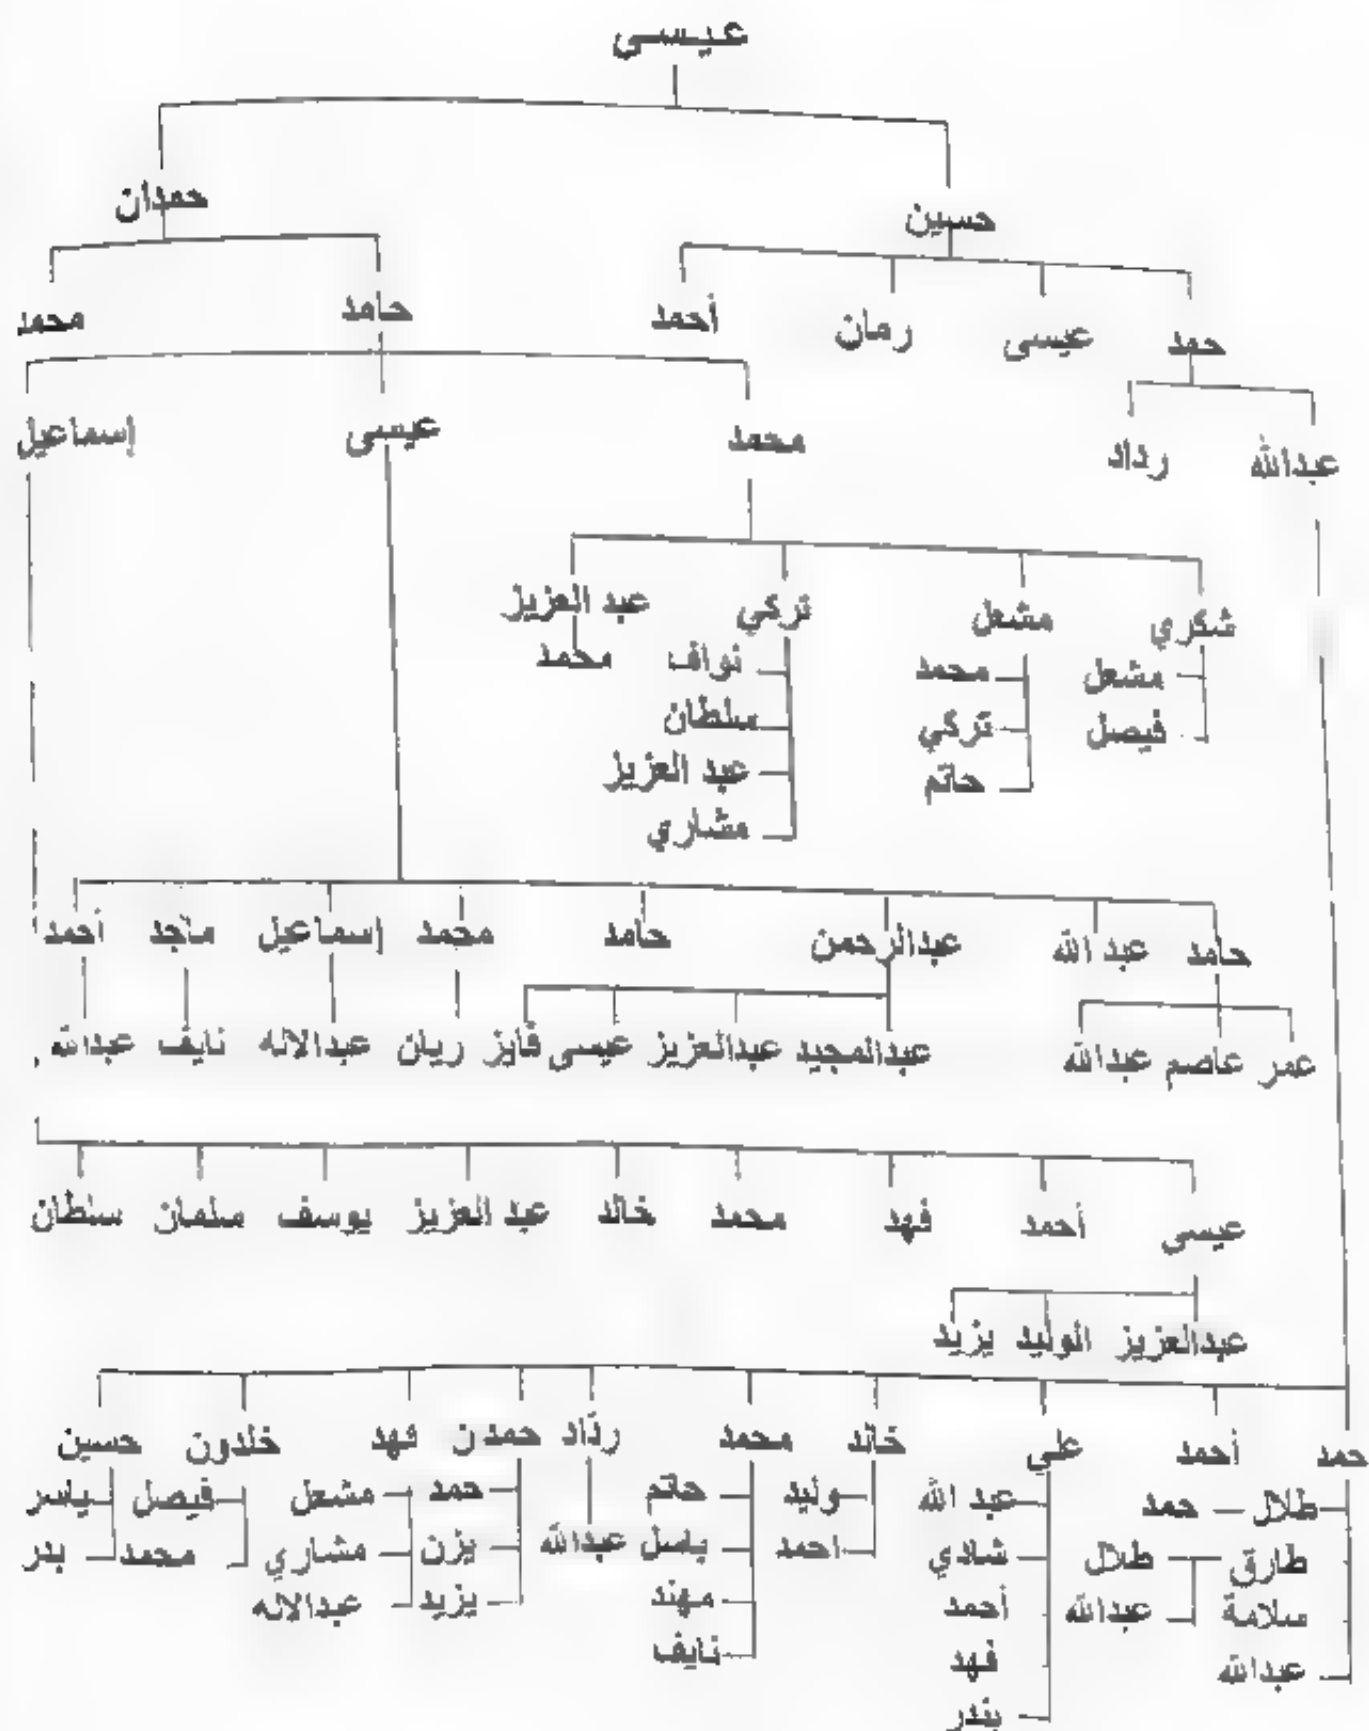 عيسى
حسين حمدان
حمد عيسى رمان أحمد حامد محمد
عبدالله رداد محمد عيسى إسماعيل
شكري مشعل تركي عبد العزيز
مشعل محمد نواف محمد
فيصل تركي سلطان
حاتم عبد العزيز
مشاري
حامد عبد الله عبدالرحمن حامد محمد إسماعيل ماجد أحمد
عمر عاصم عبدالله عبدالمجيد عبدالعزيز عيسى فايز ريان عبدالاله نايف عبدالله
عيسى أحمد فهد محمد خالد عبد العزيز يوسف سلمان سلطان
عبدالعزيز الوليد يزيد
حمد أحمد علي خالد محمد رداد حمدن فهد خلدون حسين
طلال حمد عبد الله وليد حاتم حمد مشعل فيصل ياسر
طارق طلال شادي احمد باسل عبدالله يزن مشاري محمد بدر
سلامة عبدالله أحمد مهند يزيد عبدالاله
عبدالله فهد نايف
بندر